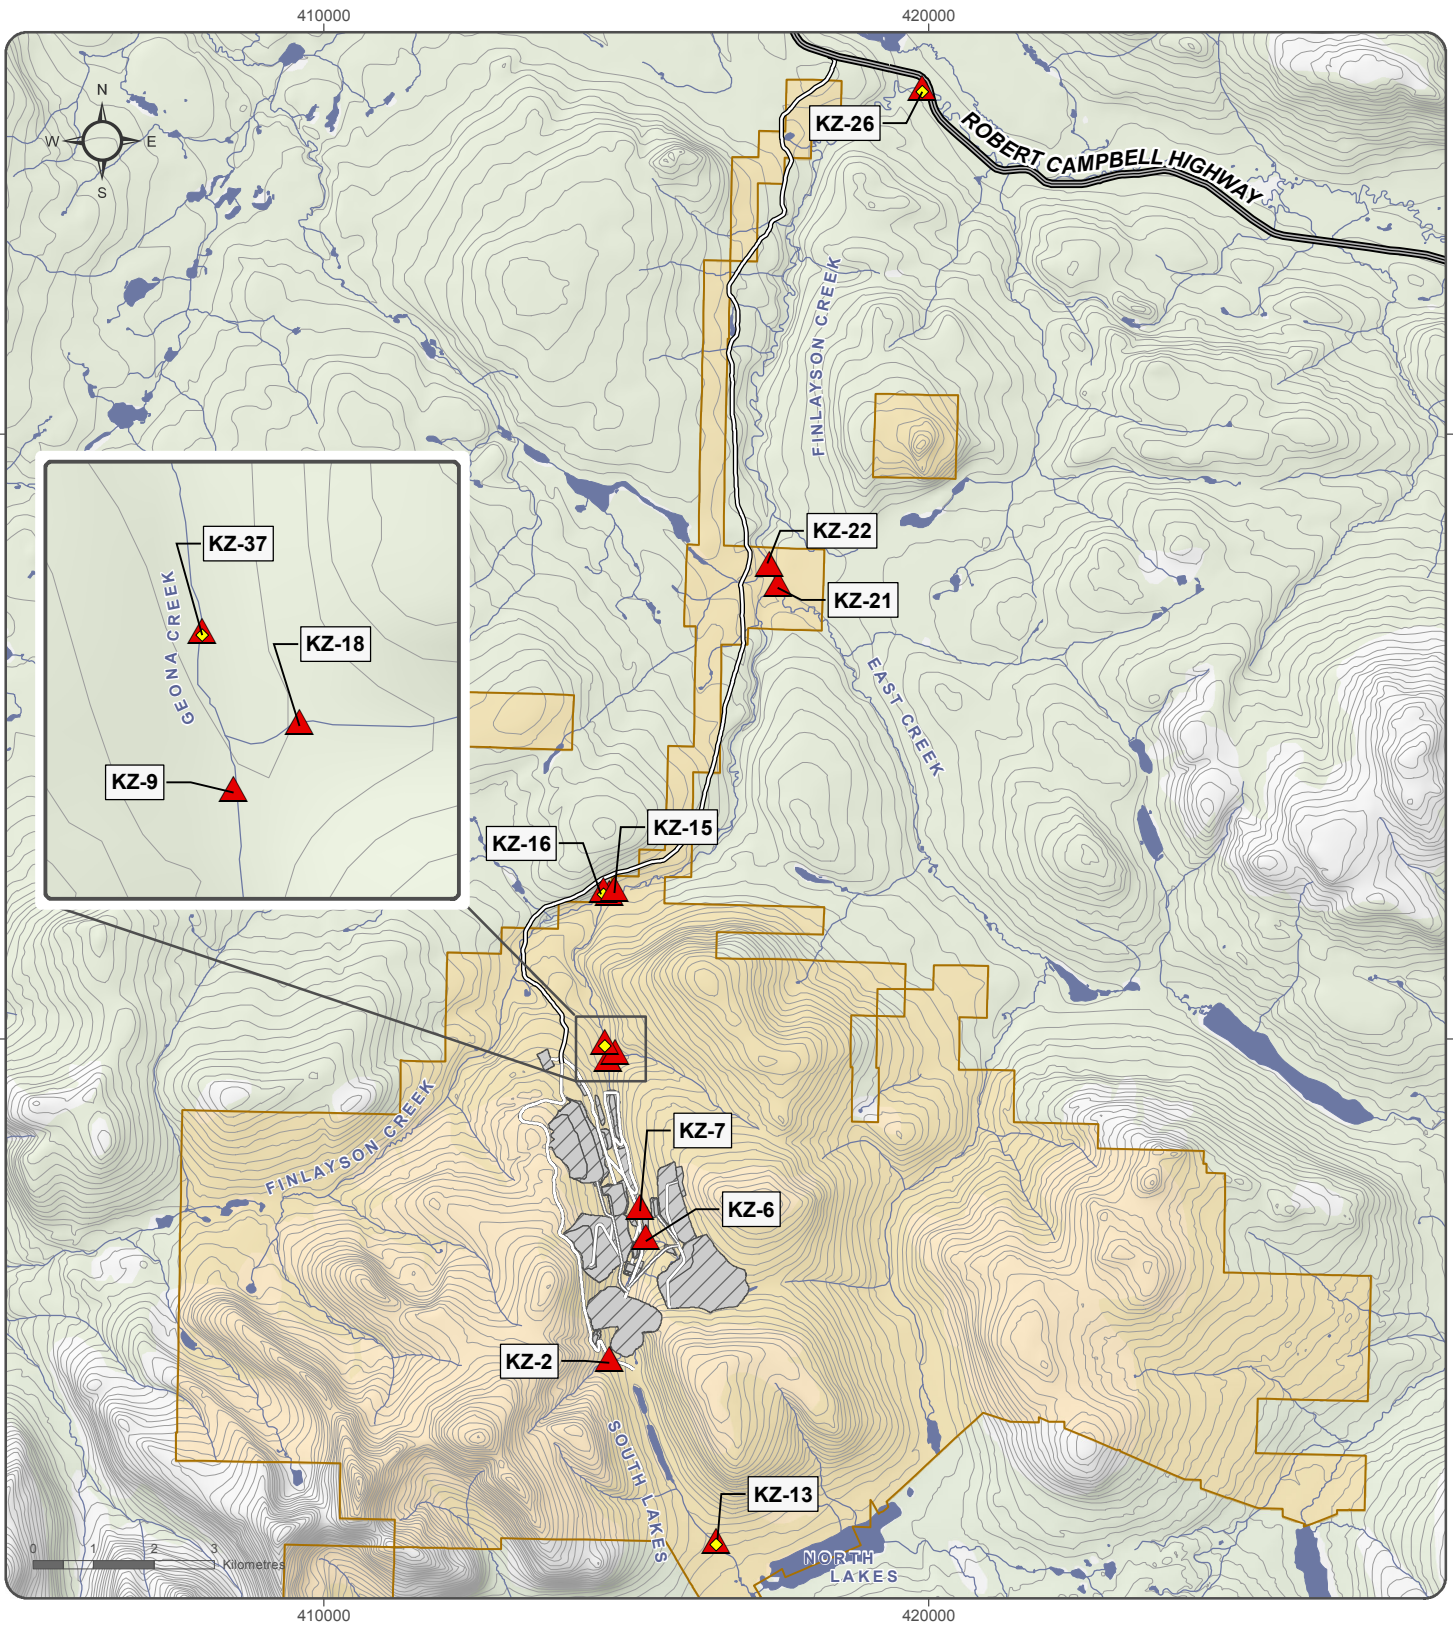 410000
420000
N
W
E
S
KZ-26
ROBERT CAMPBELL HIGHWAY
FINLAYSON CREEK
KZ-22
KZ-21
KZ-37
KZ-18
GEONA CREEK
KZ-9
EAST CREEK
KZ-15
KZ-16
FINLAYSON CREEK
KZ-7
KZ-6
KZ-2
SOUTH LAKES
KZ-13
NORTH
LAKES
0
1
2
3
Kilometres
410000
420000